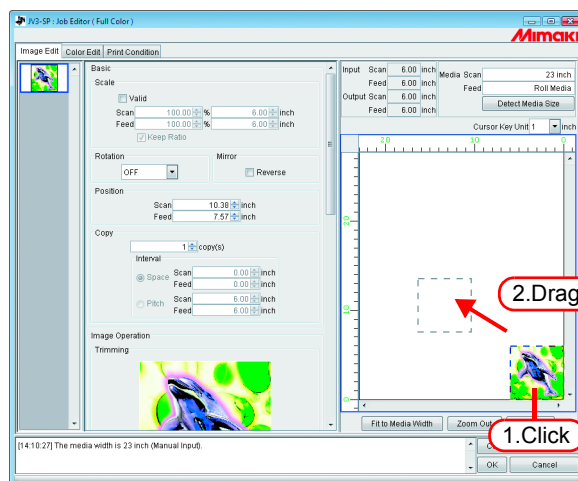 JV3-SP : Job Editor ( Full Color )
Mimaki
Image Edit Color Edit Print Condition
Basic
Scale
Valid
Scan 100.00 % 6.00 inch
Feed 100.00 % 6.00 inch
Keep Ratio
Rotation Mirror
OFF Reverse
Position
Scan 10.38 inch
Feed 7.57 inch
Copy
1 copy(s)
Interval
Space Scan 0.00 inch
Feed 0.00 inch
Pitch Scan 6.00 inch
Feed 6.00 inch
Image Operation
Trimming
Input Scan 6.00 inch Media Scan 23 inch
Feed 6.00 inch Feed Roll Media
Output Scan 6.00 inch Detect Media Size
Feed 6.00 inch
Cursor Key Unit 1 inch
20 10 0
20
10
0
2.Drag
1.Click
Fit to Media Width Zoom Out
[14:10:27] The media width is 23 inch (Manual Input).
OK Cancel